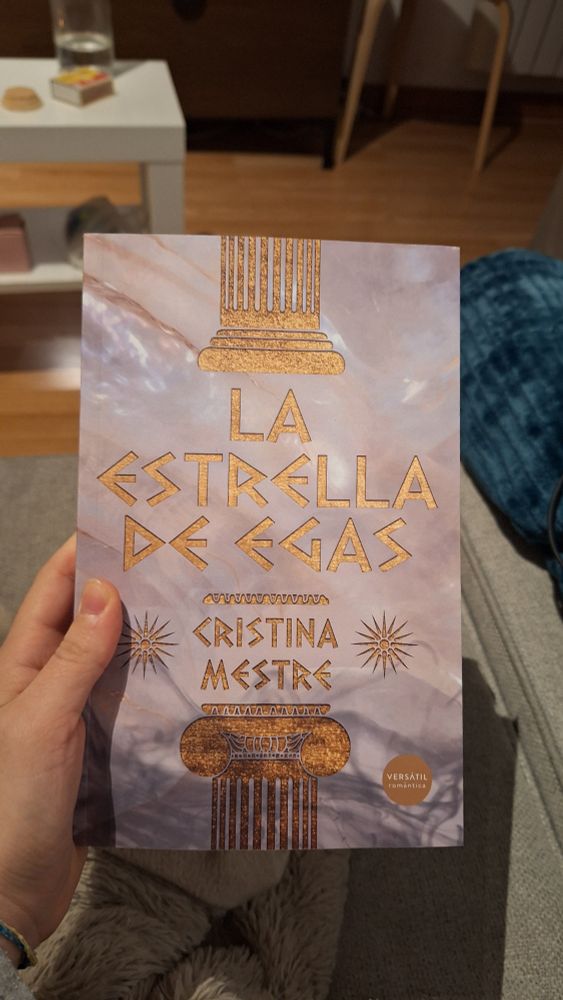 LA
ESTRELLA
DE EGAS
CRISTINA
MESTRE
VERSÁTIL
romántica